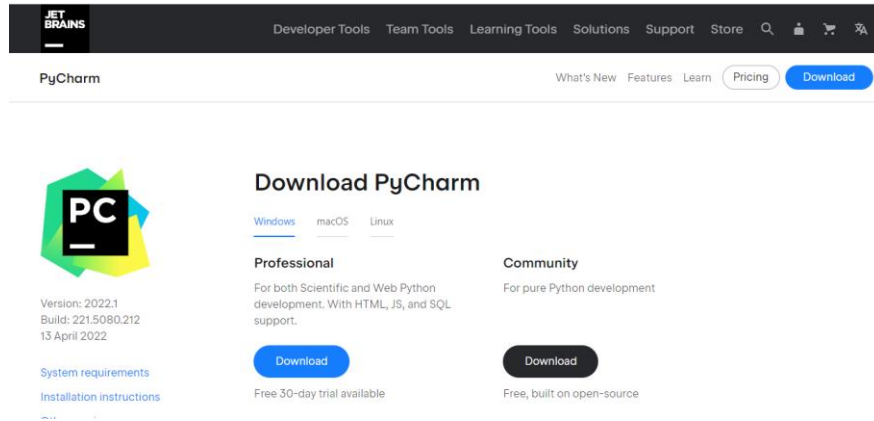 JET
BRAINS
Developer Tools Team Tools Learning Tools Solutions Support Store
PyCharm
What's New Features Learn Pricing Download
PC
Version: 2022.1
Build: 221.5080.212
13 April 2022
System requirements
Installation instructions
Download PyCharm
Windows macOS Linux
Professional
For both Scientific and Web Python
development. With HTML, JS, and SQL
support.
Download
Free 30-day trial available
Community
For pure Python development
Download
Free, built on open-source